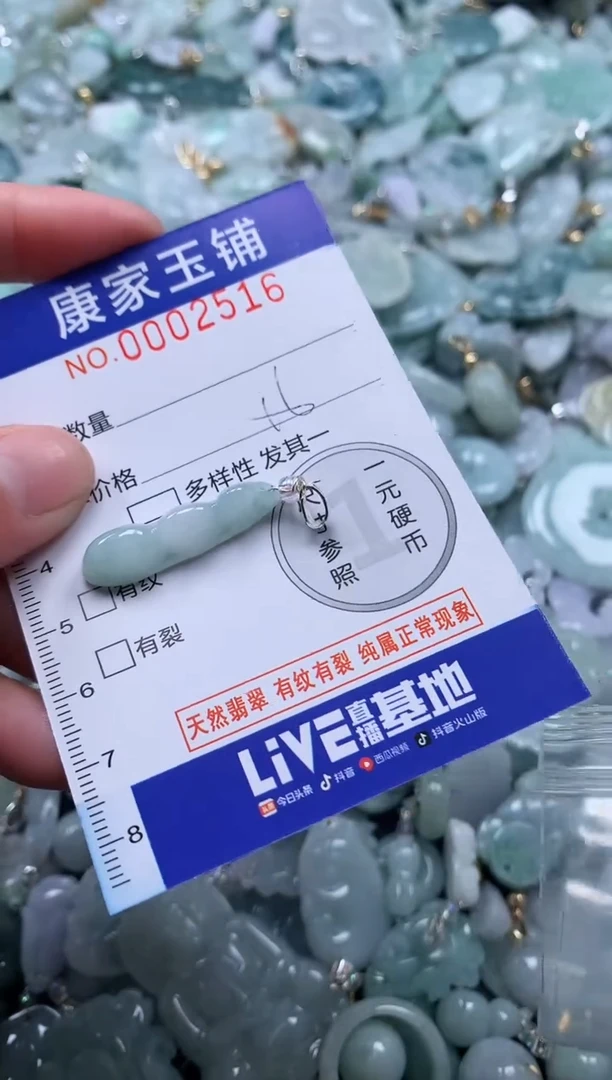 康家玉铺
NO.0002516
数量
价格 16
多样性 发其一
有纹
有裂
一元硬币
参照
1
4
5
6
7
8
天然翡翠 有纹有裂 纯属正常现象
LiVE直播基地
头条 今日头条 抖音 西瓜视频 抖音火山版